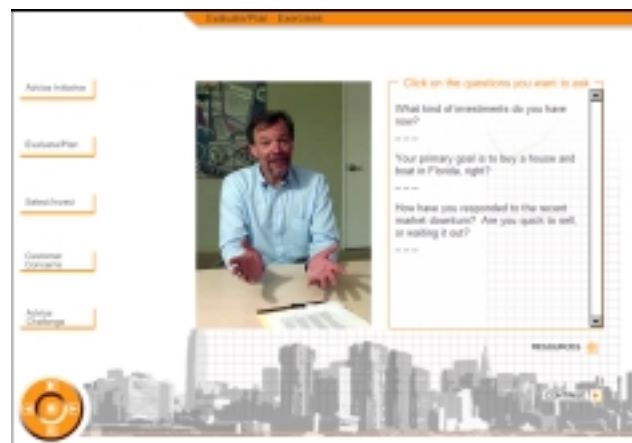 Evaluate/Plan - Exercises
Advice Initiative
Evaluate/Plan
Select/Invest
Customer
Concerns
Advice
Challenge
Click on the questions you want to ask
What kind of investments do you have
now?
---
Your primary goal is to buy a house and
boat in Florida, right?
---
How have you responded to the recent
market downturn? Are you quick to sell,
or waiting it out?
---
RESOURCES
CONTINUE